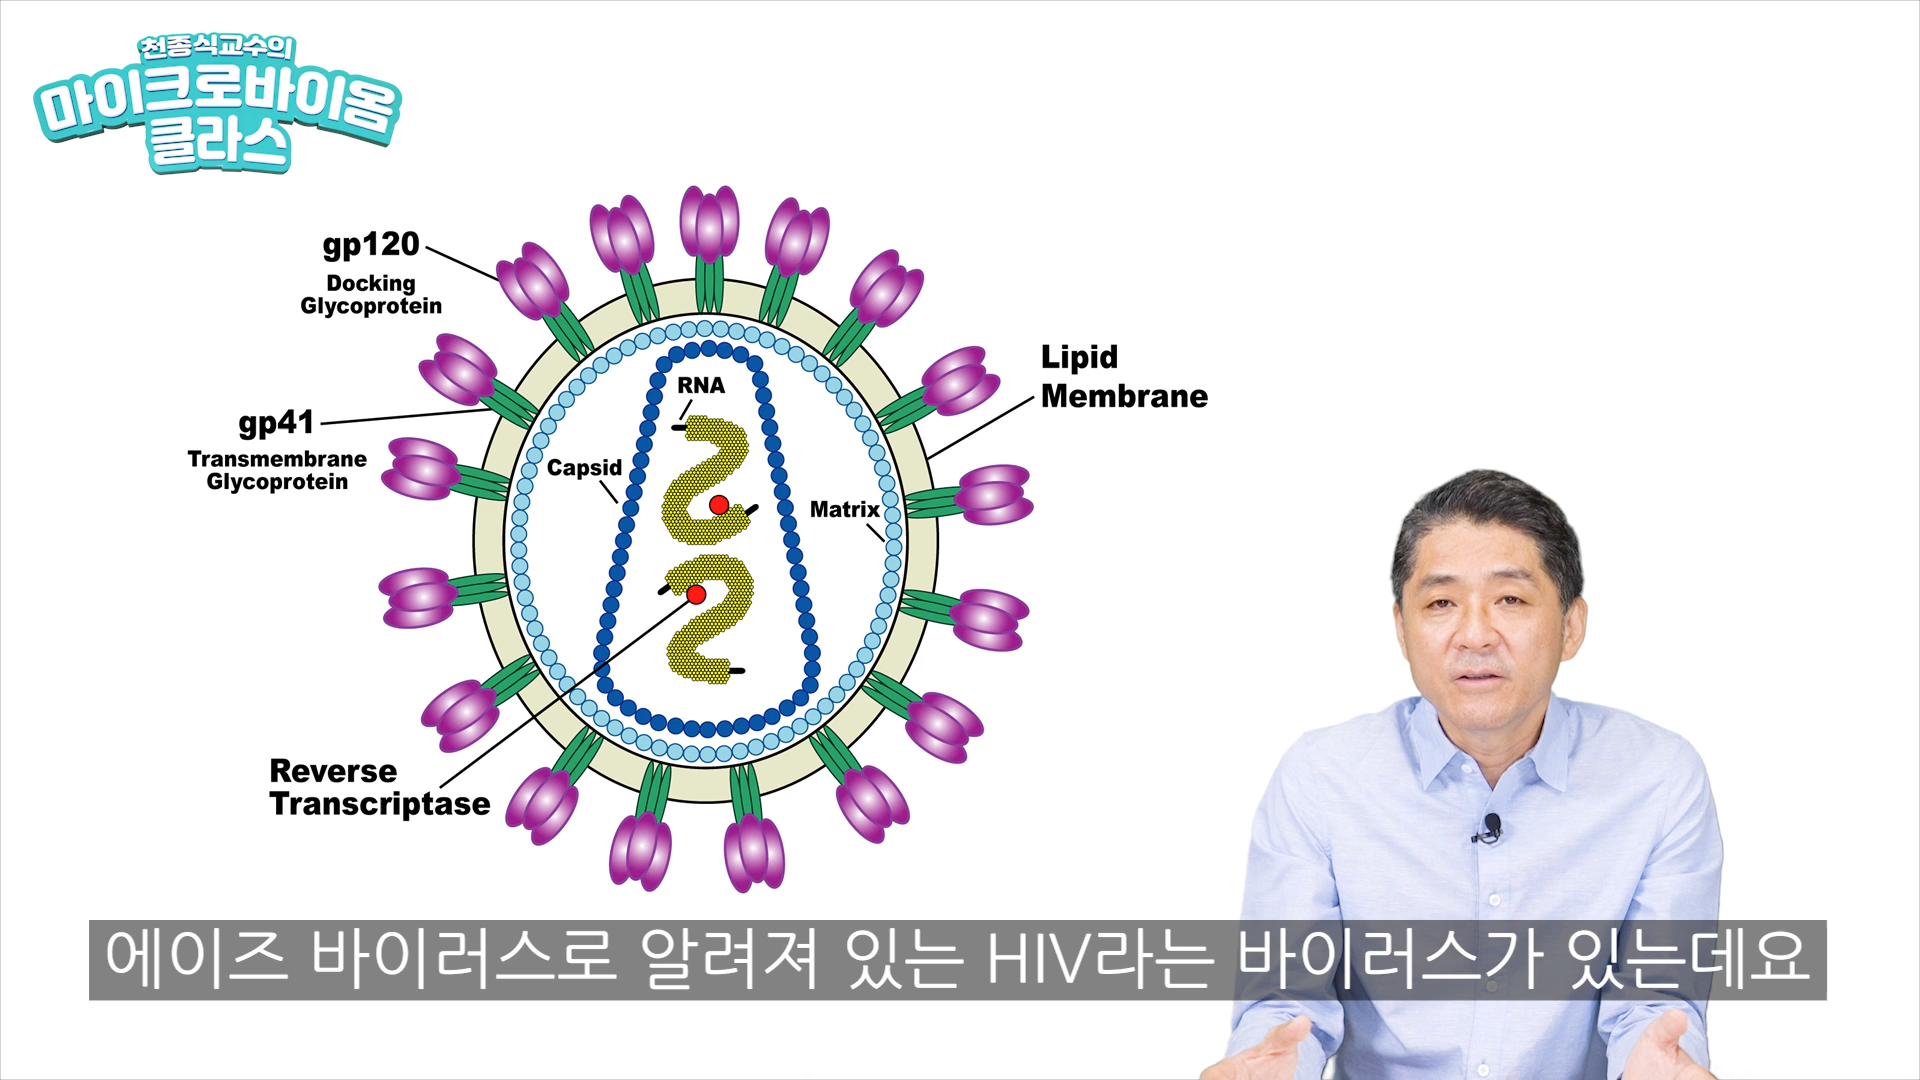 천종식교수의
마이크로바이옴
클라스
gp120
Docking
Glycoprotein
gp41
Transmembrane
Glycoprotein
RNA
Capsid
Matrix
Lipid
Membrane
Reverse
Transcriptase
에이즈 바이러스로 알려져 있는 HIV라는 바이러스가 있는데요